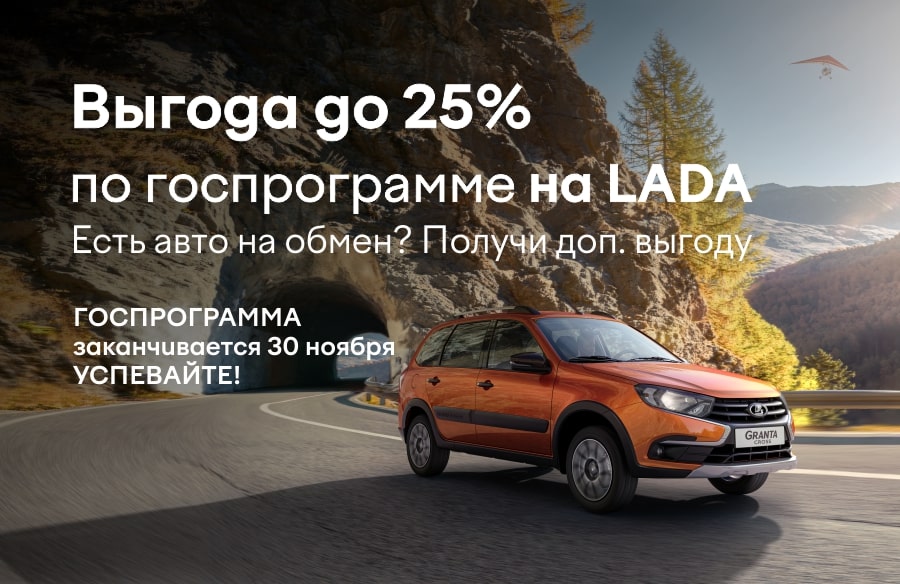 Выгода до 25%
по госпрограмме на LADA
Есть авто на обмен? Получи доп. выгоду
ГОСПРОГРАММА
заканчивается 30 ноября
УСПЕВАЙТЕ!
GRANTA
CROSS